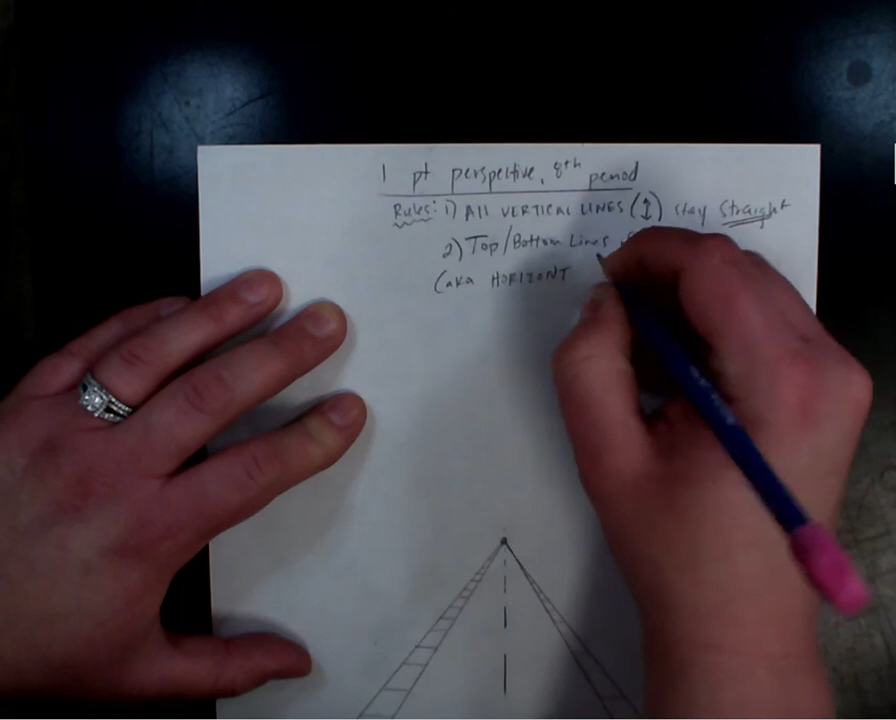 1 pt perspective, 8th period
Rules: 1) All VERTICAL LINES (↕) stay straight
2) Top/Bottom Lines
(aka HORIZONT